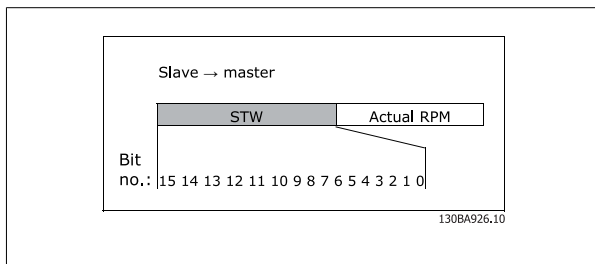 Slave → master
STW Actual RPM
Bit
no.: 15 14 13 12 11 10 9 8 7 6 5 4 3 2 1 0
130BA926.10